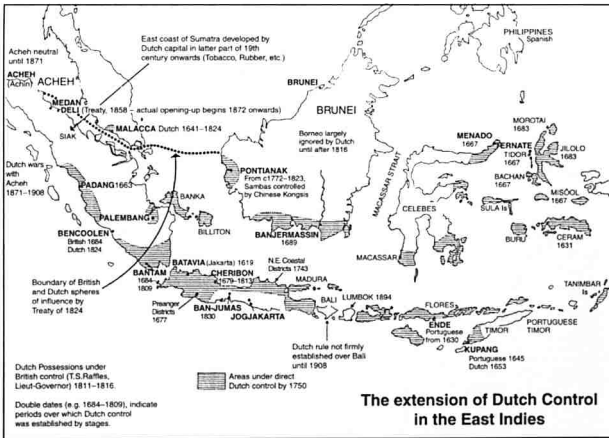 PHILIPPINES
Spanish
East coast of Sumatra developed by
Dutch capital in latter part of 19th
century onwards (Tobacco, Rubber, etc.)
Acheh neutral
until 1871
ACHEH
(Achin)
ACHEH
MEDAN
DELI (Treaty, 1858 – actual opening-up begins 1872 onwards)
SIAK
MALACCA Dutch 1641–1824
BRUNEI
BRUNEI
Borneo largely
ignored by Dutch
until after 1816
MENADO
1667
MOROTAI
1683
TERNATE
TIDOR
1667
JILOLO
1683
BACHAN
1667
MISÖOL
1667
SULA Is
BURU
CERAM
1631
Dutch wars
with
Acheh
1871–1908
PADANG 1663
PALEMBANG
BANKA
BILLITON
PONTIANAK
From c1772–1823,
Sambas controlled
by Chinese Kongsis
BANJERMASSIN
1689
MACASSAR STRAIT
CELEBES
MACASSAR
BENCOOLEN
British 1684
Dutch 1824
Boundary of British
and Dutch spheres
of influence by
Treaty of 1824
BATAVIA (Jakarta) 1619
BANTAM
1684–
1809
CHERIBON
1679–1813
N.E. Coastal
Districts 1743
MADURA
Preanger
Districts
1677
BAN-JUMAS
1830
JOGJAKARTA
BALI
LUMBOK 1894
FLORES
ENDE
Portuguese
from 1630
TIMOR
PORTUGUESE
TIMOR
TANIMBAR
Is
KUPANG
Portuguese 1645
Dutch 1653
Dutch rule not firmly
established over Bali
until 1908
Dutch Possessions under
British control (T.S.Raffles,
Lieut-Governor) 1811–1816.
Areas under direct
Dutch control by 1750
Double dates (e.g. 1684–1809), indicate
periods over which Dutch control
was established by stages.
The extension of Dutch Control
in the East Indies